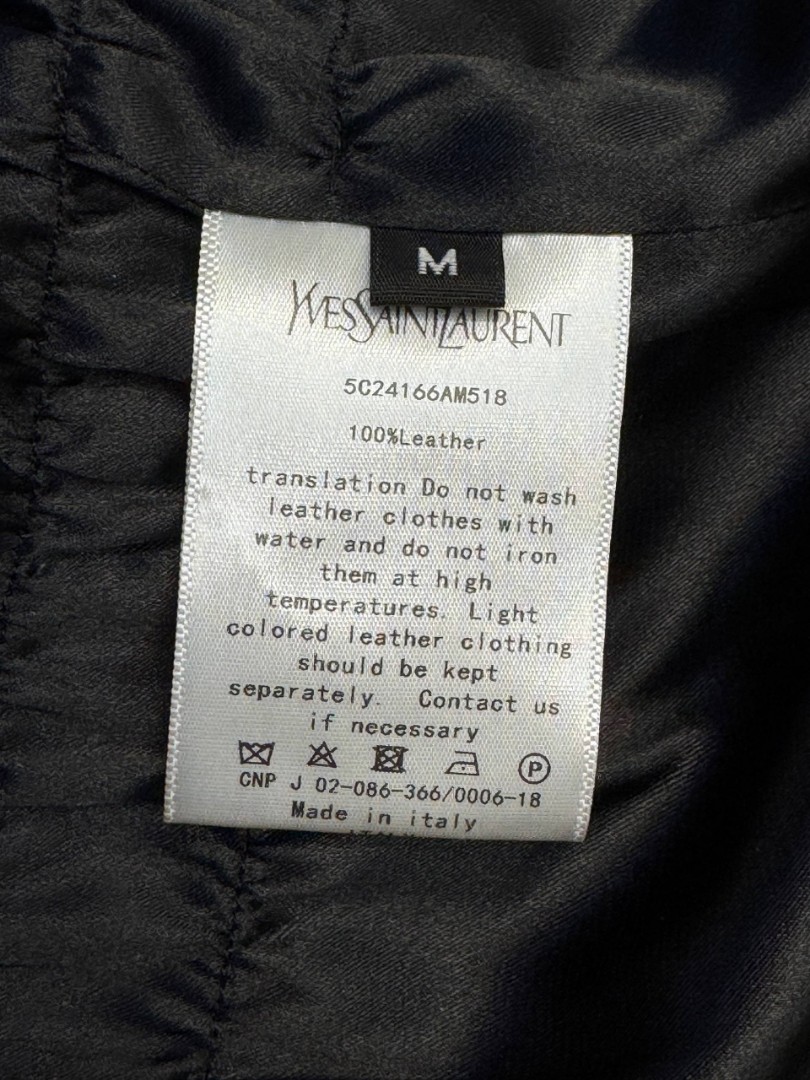 M
YVESSAINTLAURENT
5C24166AM518
100%Leather
translation Do not wash
leather clothes with
water and do not iron
them at high
temperatures. Light
colored leather clothing
should be kept
separately. Contact us
if necessary
P
CNP J 02-086-366/0006-18
Made in italy